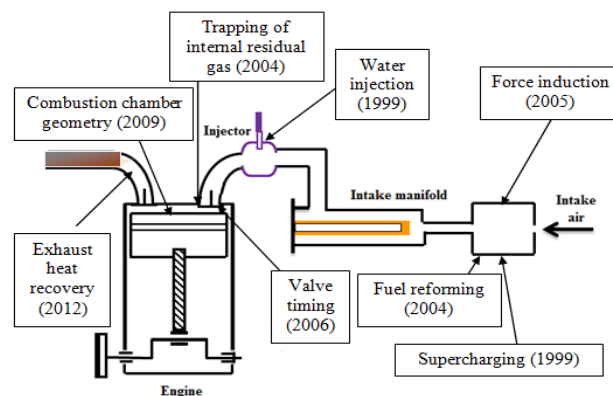 Trapping of
internal residual
gas (2004)
Water
injection
(1999)
Force induction
(2005)
Combustion chamber
geometry (2009)
Injector
Intake manifold
Intake
air
Exhaust
heat
recovery
(2012)
Valve
timing
(2006)
Fuel reforming
(2004)
Supercharging (1999)
Engine